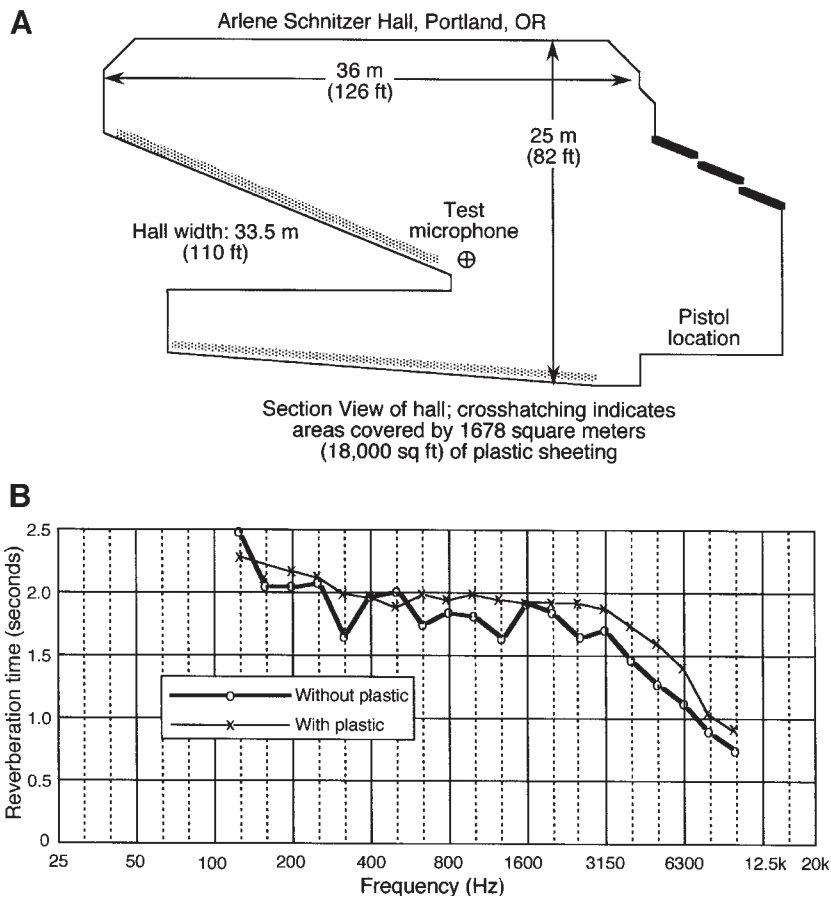 A
Arlene Schnitzer Hall, Portland, OR
36 m
(126 ft)
25 m
(82 ft)
Test
microphone
Hall width: 33.5 m
(110 ft)
Pistol
location
Section View of hall; crosshatching indicates
areas covered by 1678 square meters
(18,000 sq ft) of plastic sheeting
B
Reverberation time (seconds)
2.5
2.0
1.5
1.0
0.5
0
Without plastic
With plastic
25 50 100 200 400 800 1600 3150 6300 12.5k 20k
Frequency (Hz)